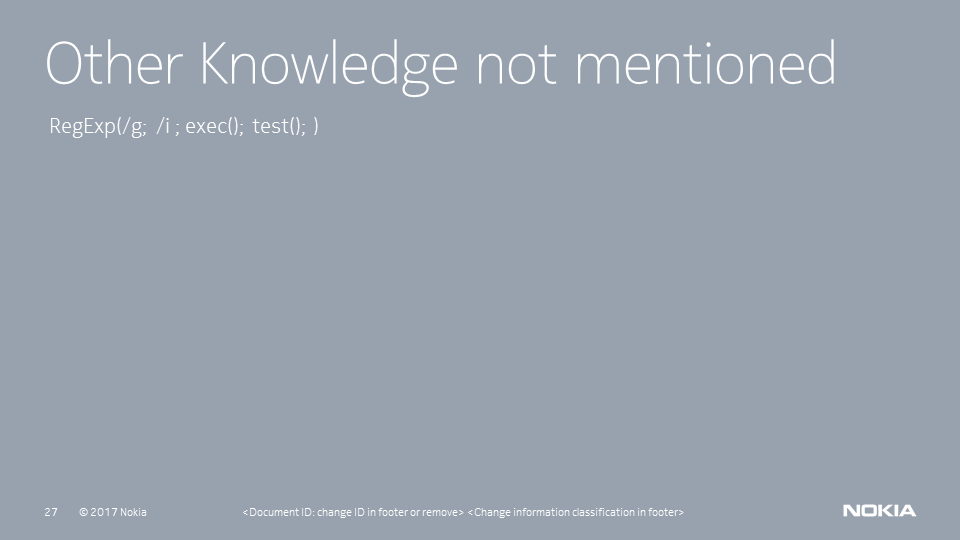 Other Knowledge not mentioned
RegExp(/g; /i ; exec(); test(); )
27 © 2017 Nokia <Document ID: change ID in footer or remove> <Change information classification in footer> NOKIA